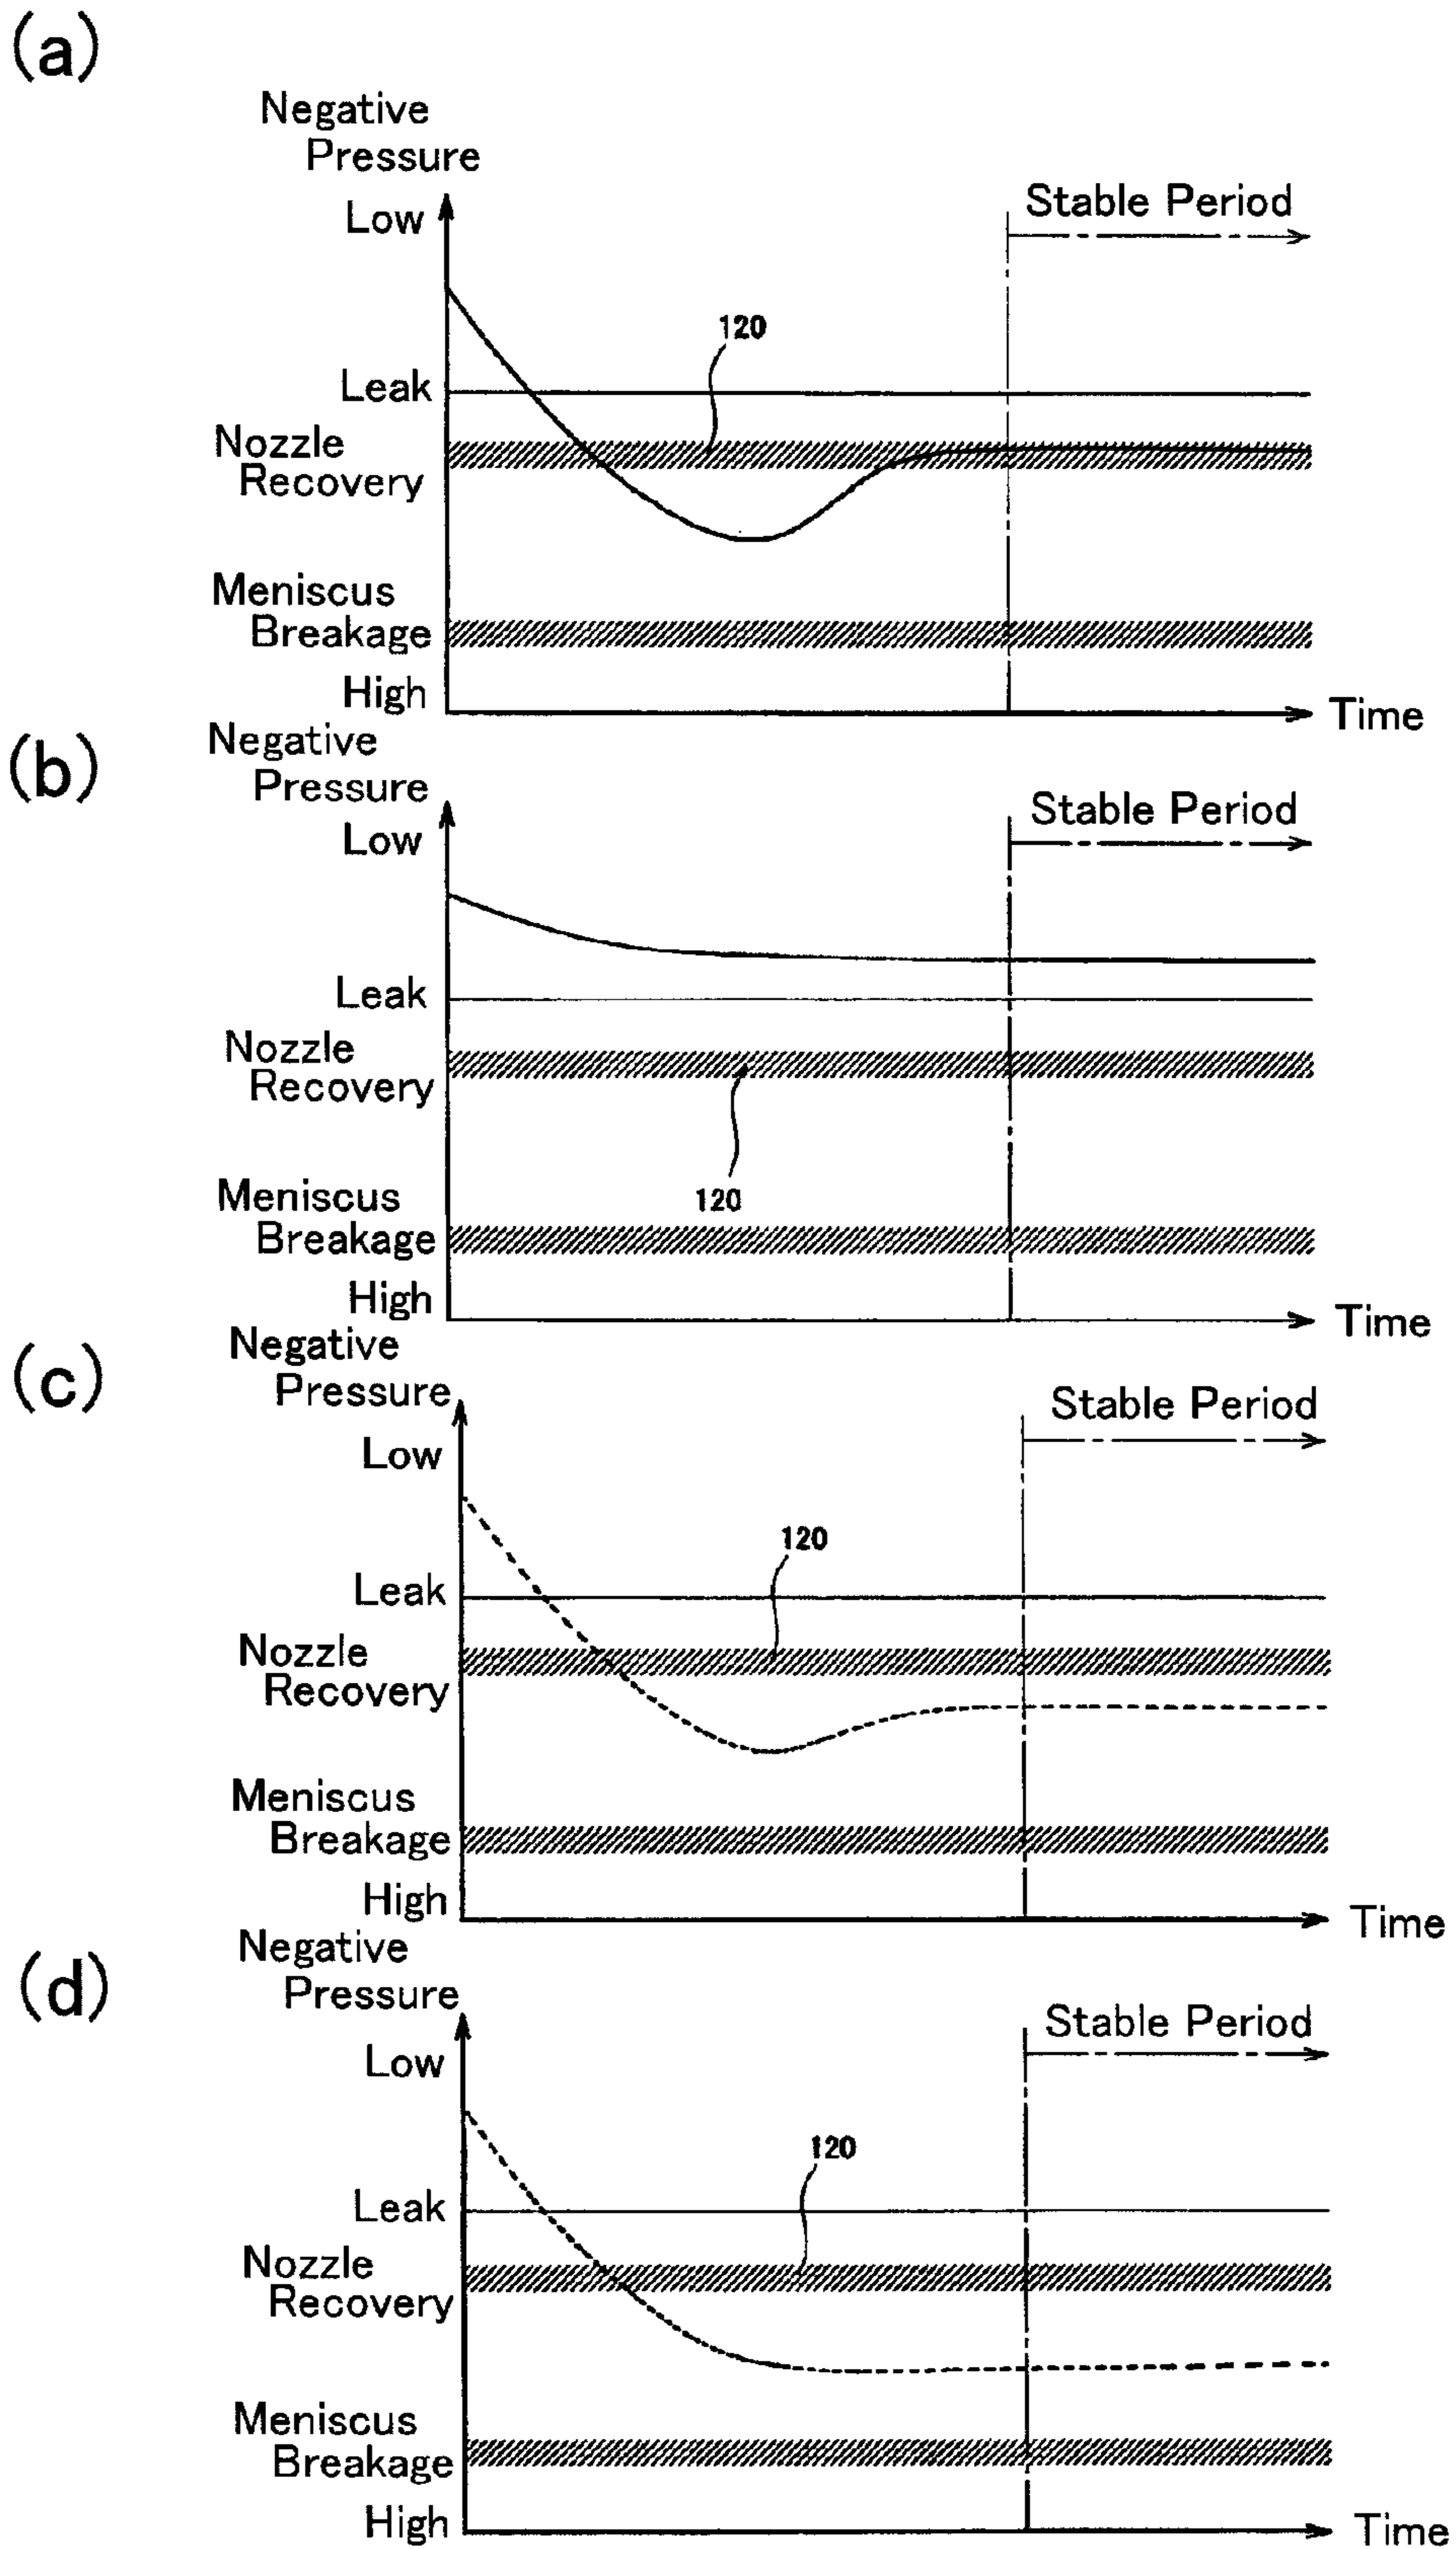 (a)
Negative
Pressure
Low
Stable Period
120
Leak
Nozzle
Recovery
Meniscus
Breakage
High
Time
(b)
Negative
Pressure
Low
Stable Period
Leak
Nozzle
Recovery
120
Meniscus
Breakage
High
Time
(c)
Negative
Pressure
Low
Stable Period
120
Leak
Nozzle
Recovery
Meniscus
Breakage
High
Time
(d)
Negative
Pressure
Low
Stable Period
120
Leak
Nozzle
Recovery
Meniscus
Breakage
High
Time